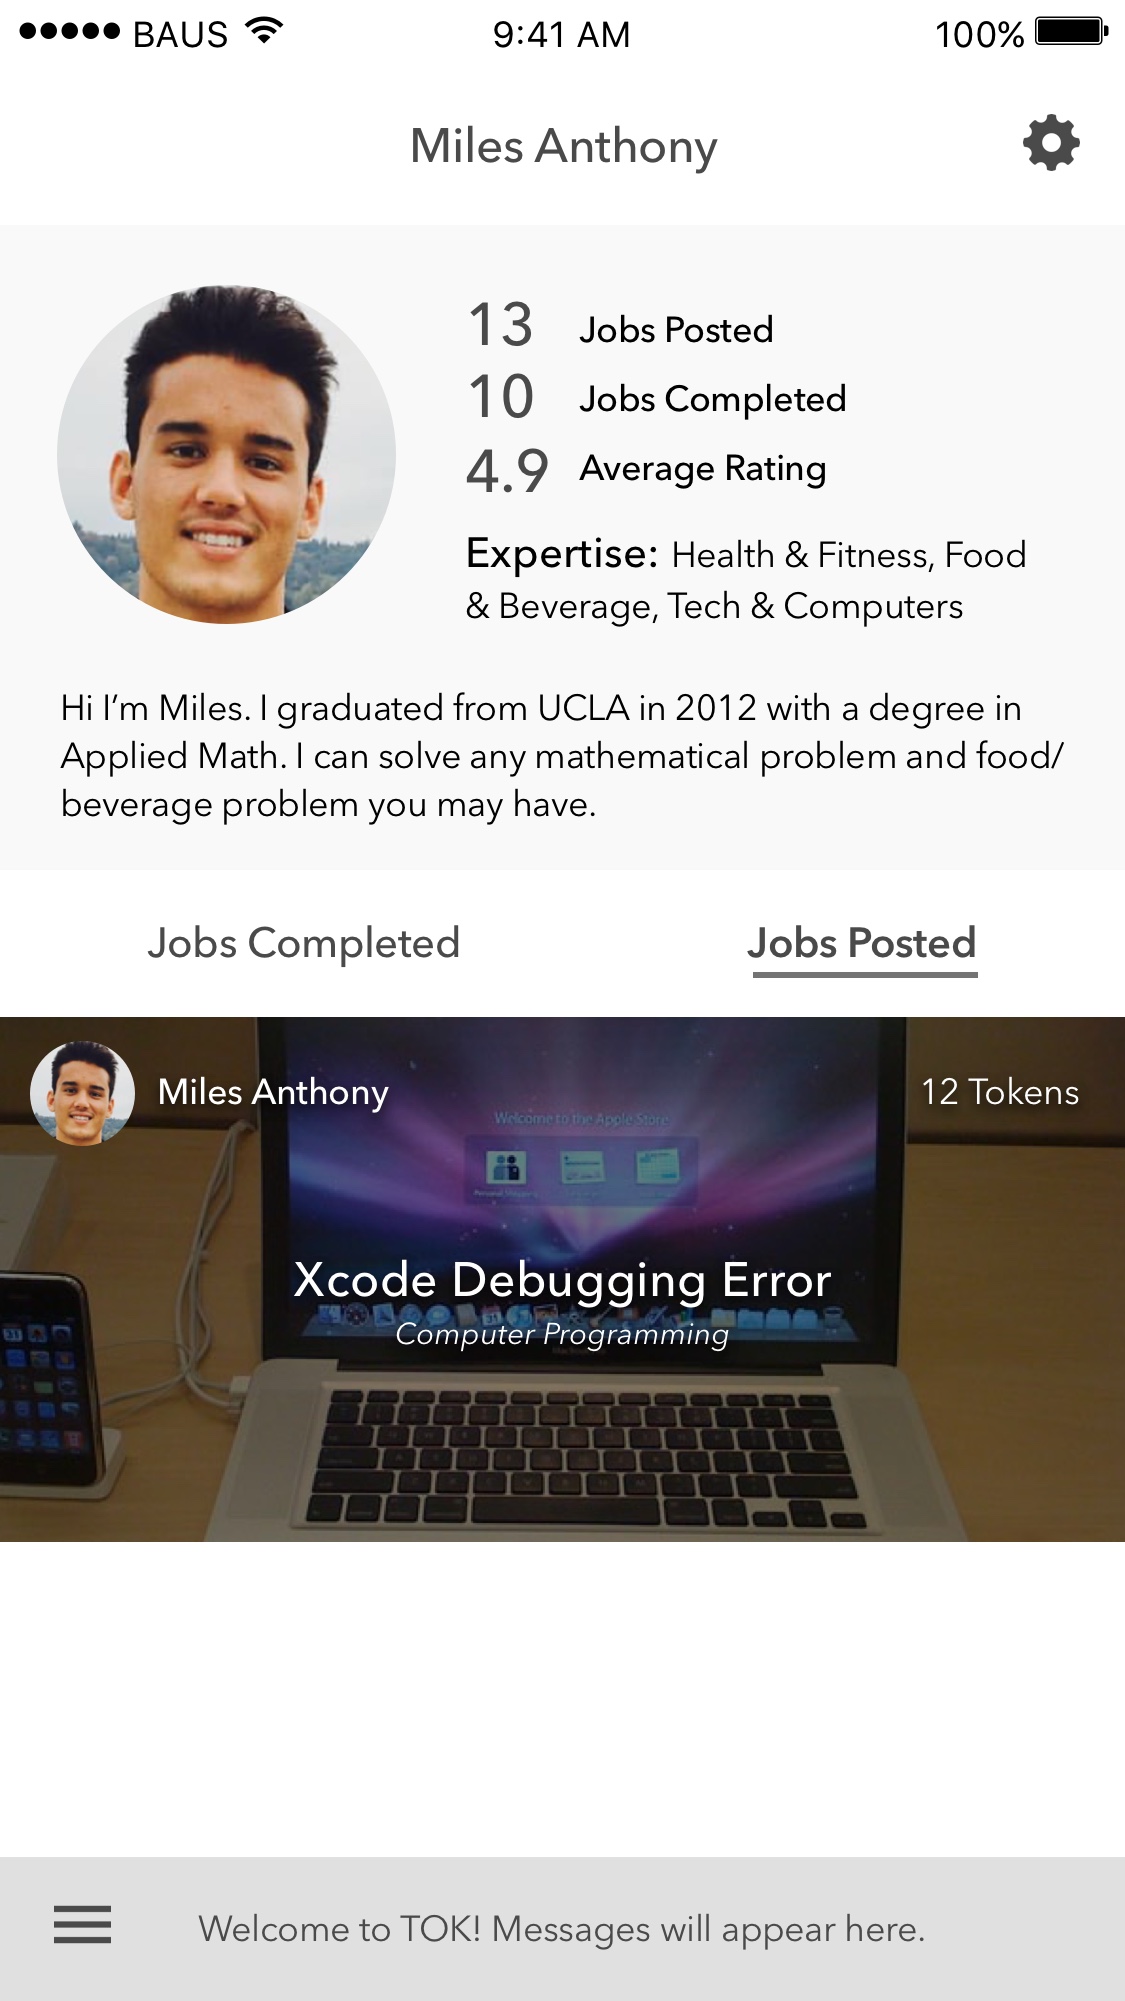 BAUS 9:41 AM 100%
Miles Anthony
13 Jobs Posted
10 Jobs Completed
4.9 Average Rating
Expertise: Health & Fitness, Food
& Beverage, Tech & Computers
Hi I’m Miles. I graduated from UCLA in 2012 with a degree in
Applied Math. I can solve any mathematical problem and food/
beverage problem you may have.
Jobs Completed Jobs Posted
Miles Anthony 12 Tokens
Welcome to the Apple Store
Xcode Debugging Error
Computer Programming
Welcome to TOK! Messages will appear here.